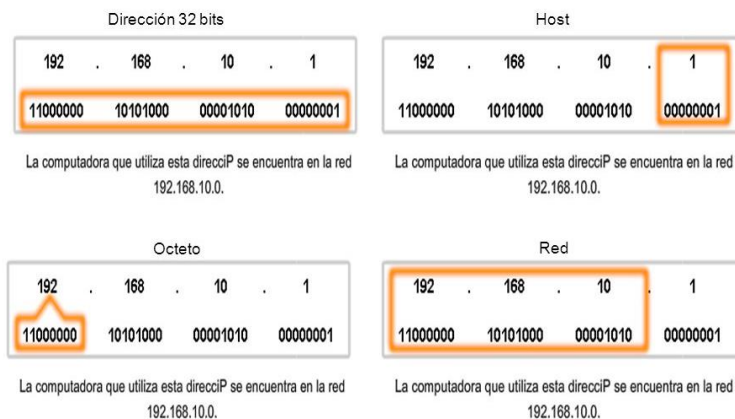 Dirección 32 bits
192 . 168 . 10 . 1
11000000 10101000 00001010 00000001
La computadora que utiliza esta direcciP se encuentra en la red
192.168.10.0.
Host
192 . 168 . 10 . 1
11000000 10101000 00001010 00000001
La computadora que utiliza esta direcciP se encuentra en la red
192.168.10.0.
Octeto
192 . 168 . 10 . 1
11000000 10101000 00001010 00000001
La computadora que utiliza esta direcciP se encuentra en la red
192.168.10.0.
Red
192 . 168 . 10 . 1
11000000 10101000 00001010 00000001
La computadora que utiliza esta direcciP se encuentra en la red
192.168.10.0.